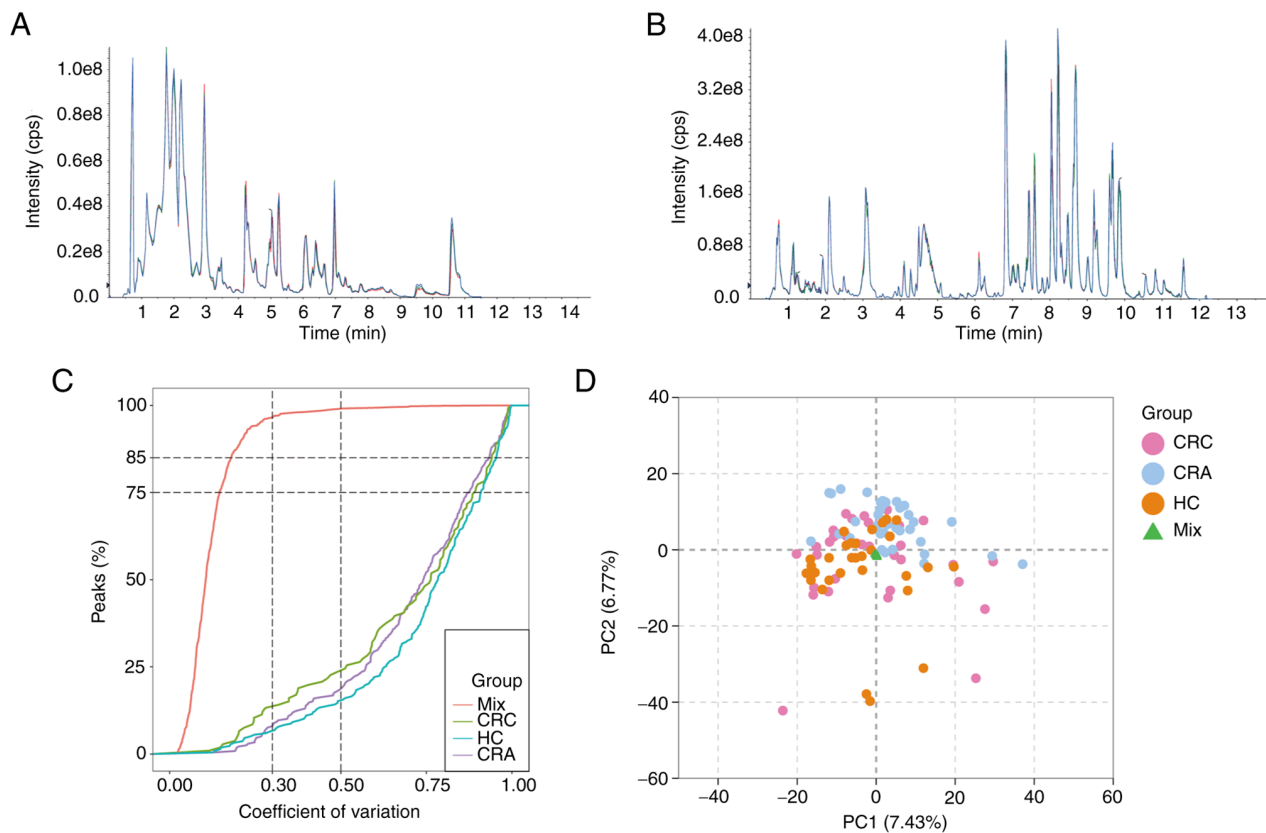 A
Intensity (cps)
1.0e8
0.8e8
0.6e8
0.4e8
0.2e8
0.0
1 2 3 4 5 6 7 8 9 10 11 12 13 14
Time (min)
B
Intensity (cps)
4.0e8
3.2e8
2.4e8
1.6e8
0.8e8
0.0
1 2 3 4 5 6 7 8 9 10 11 12 13
Time (min)
C
Peaks (%)
100
85
75
50
25
0
0.00 0.30 0.50 0.75 1.00
Coefficient of variation
Group
Mix
CRC
HC
CRA
D
PC2 (6.77%)
40
20
0
−20
−40
−60
−40 −20 0 20 40 60
PC1 (7.43%)
Group
CRC
CRA
HC
Mix